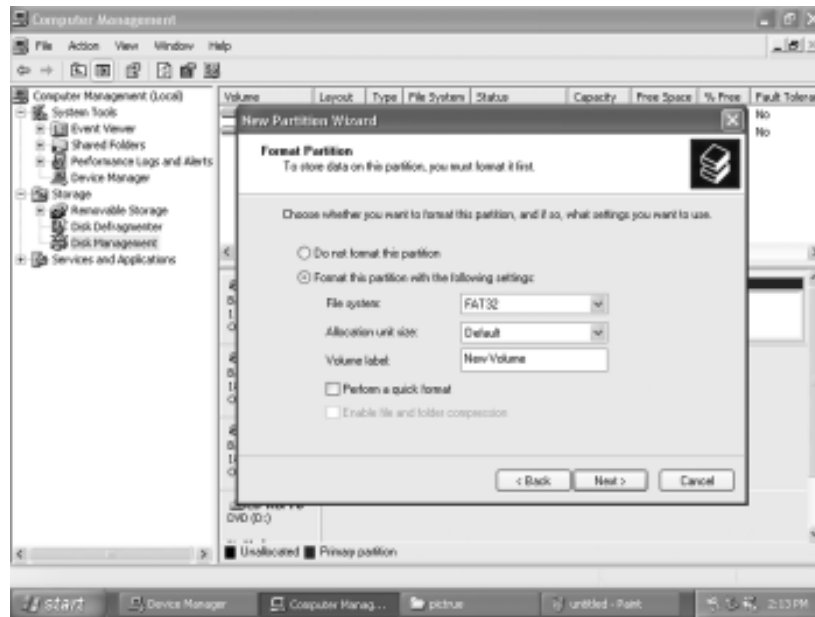 Computer Management
File Action View Window Help
Computer Management (Local)
System Tools
Event Viewer
Shared Folders
Performance Logs and Alerts
Device Manager
Storage
Removable Storage
Disk Defragmenter
Disk Management
Services and Applications
Volume Layout Type File System Status Capacity Free Space % Free Fault Tolera
No
No
New Partition Wizard
Format Partition
To store data on this partition, you must format it first.
Choose whether you want to format this partition, and if so, what settings you want to use.
Do not format this partition
Format this partition with the following settings:
File system: FAT32
Allocation unit size: Default
Volume label: New Volume
Perform a quick format
Enable file and folder compression
< Back Next > Cancel
DVD (D:)
Unallocated Primary partition
start Device Manager Computer Manag... pictrue untitled - Paint 2:13 PM